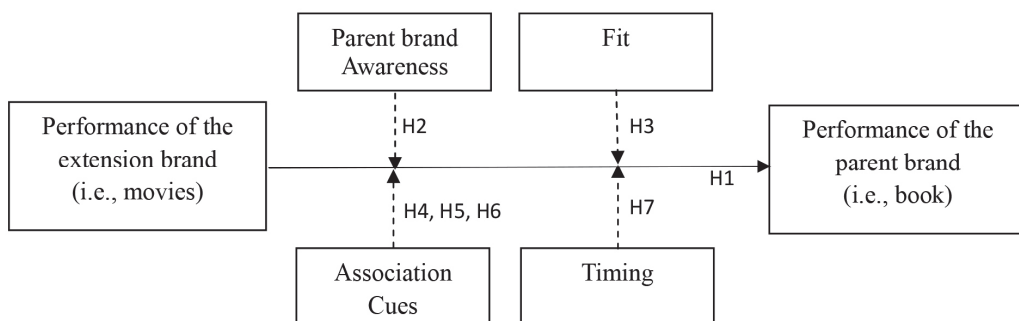 Parent brand
Awareness
Fit
Performance of the
extension brand
(i.e., movies)
H2
H3
Performance of the
parent brand
(i.e., book)
H1
H4, H5, H6
H7
Association
Cues
Timing